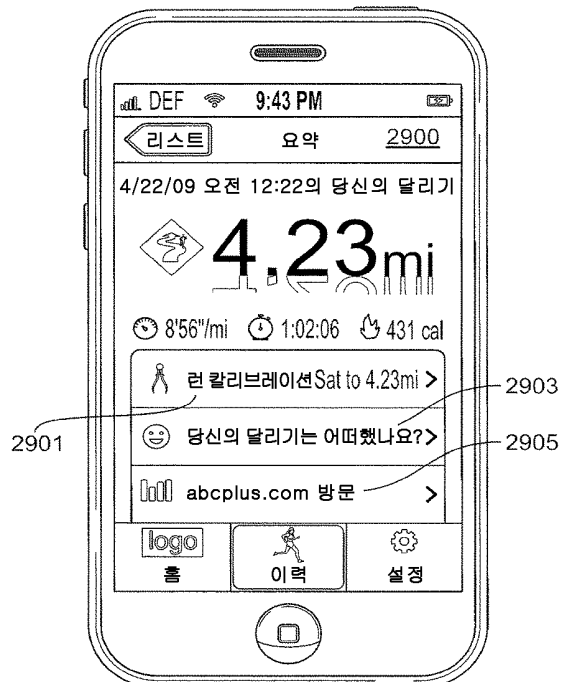 DEF 9:43 PM
리스트 요약 2900
4/22/09 오전 12:22의 당신의 달리기
4.23mi
8'56"/mi 1:02:06 431 cal
런 칼리브레이션 Sat to 4.23mi >
2901
당신의 달리기는 어떠했나요? >
2903
abcplus.com 방문 >
2905
logo
홈 이력 설정